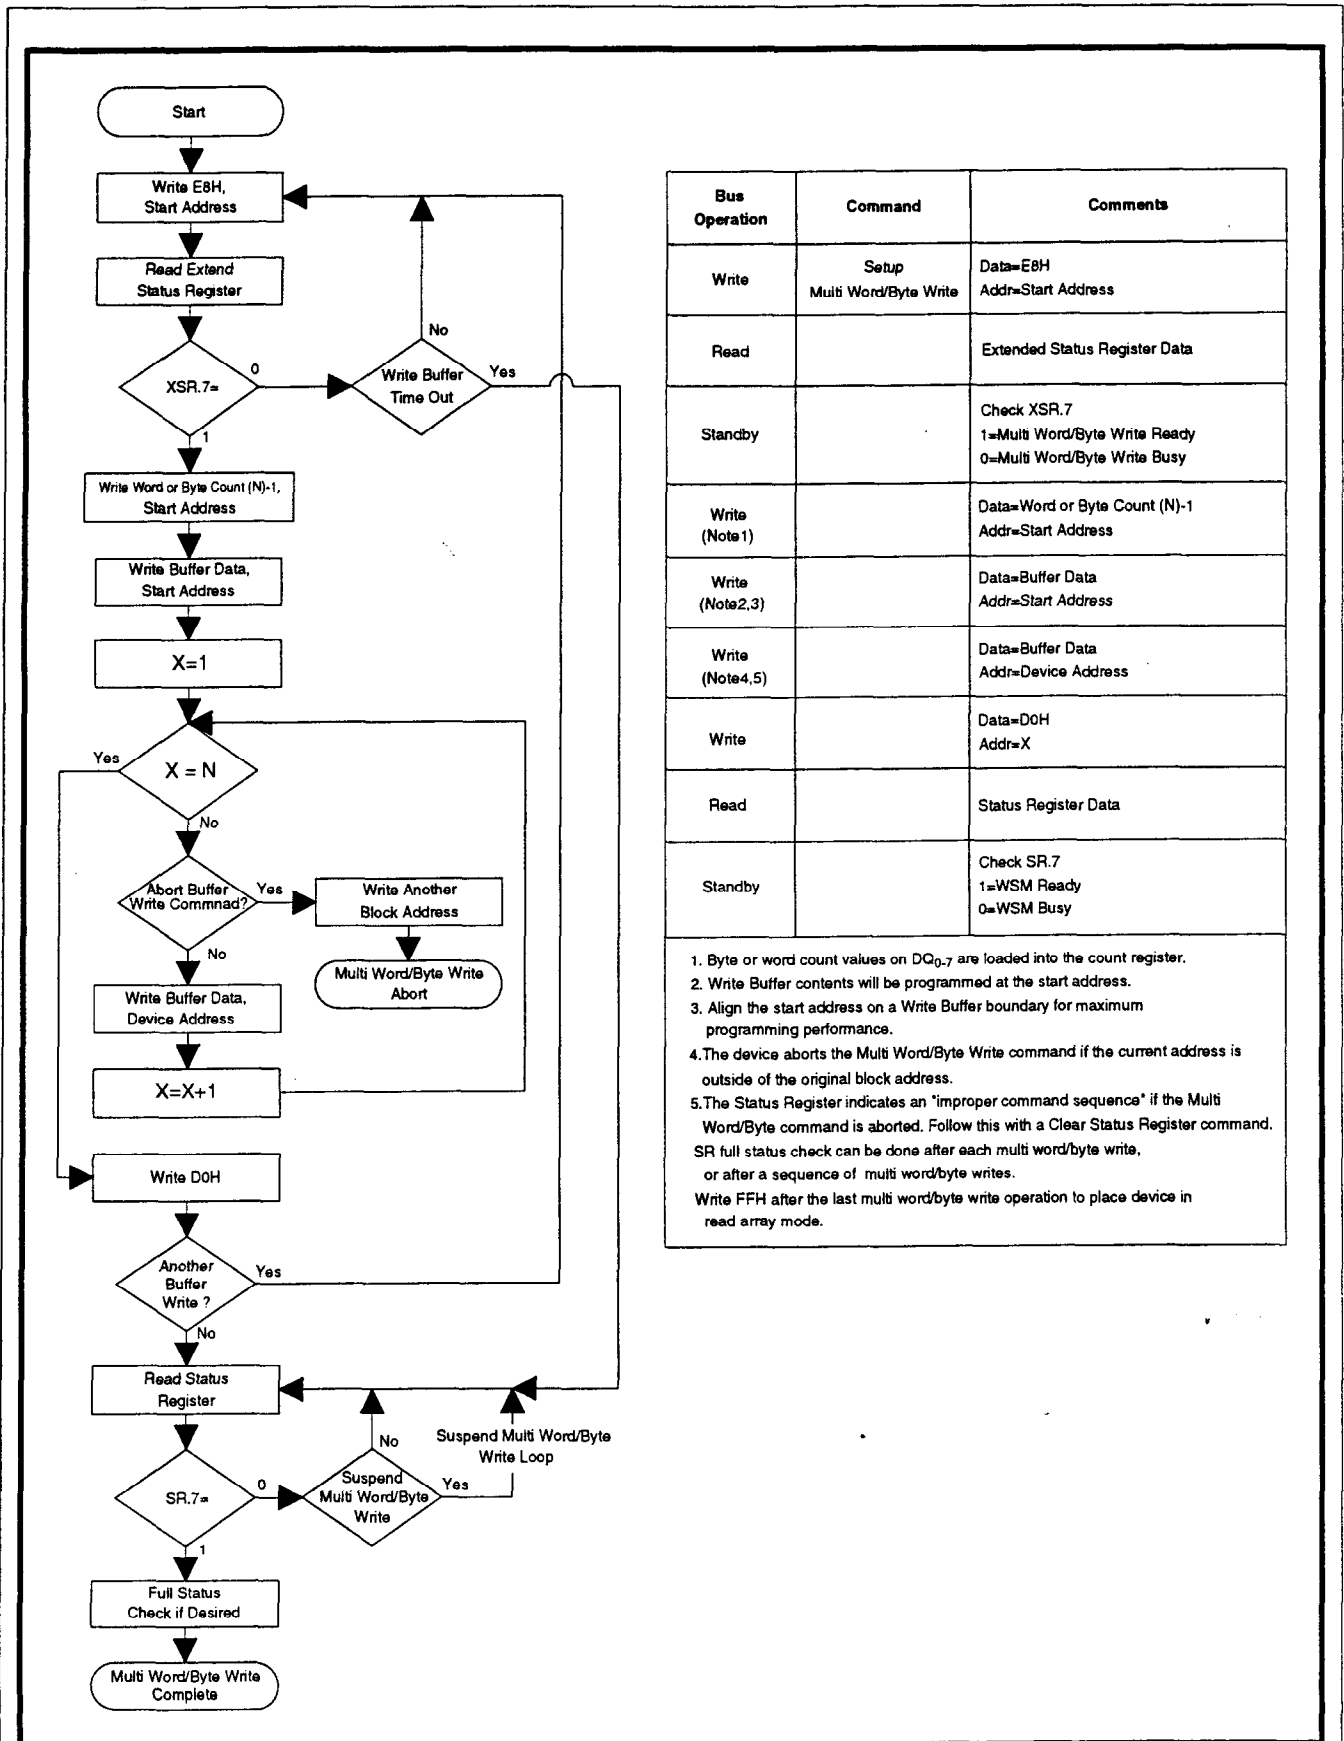 Start
Write E8H,
Start Address
Read Extend
Status Register
XSR.7=
0
1
Write Buffer
Time Out
No
Yes
Write Word or Byte Count (N)-1,
Start Address
Write Buffer Data,
Start Address
X=1
X = N
Yes
No
Abort Buffer
Write Commnad?
Yes
No
Write Another
Block Address
Multi Word/Byte Write
Abort
Write Buffer Data,
Device Address
X=X+1
Write D0H
Another
Buffer
Write ?
Yes
No
Read Status
Register
SR.7=
0
1
Suspend
Multi Word/Byte
Write
No
Yes
Suspend Multi Word/Byte
Write Loop
Full Status
Check if Desired
Multi Word/Byte Write
Complete
Bus
Operation
Command
Comments
Write
Setup
Multi Word/Byte Write
Data=E8H
Addr=Start Address
Read
Extended Status Register Data
Standby
Check XSR.7
1=Multi Word/Byte Write Ready
0=Multi Word/Byte Write Busy
Write
(Note1)
Data=Word or Byte Count (N)-1
Addr=Start Address
Write
(Note2,3)
Data=Buffer Data
Addr=Start Address
Write
(Note4,5)
Data=Buffer Data
Addr=Device Address
Write
Data=D0H
Addr=X
Read
Status Register Data
Standby
Check SR.7
1=WSM Ready
0=WSM Busy
1. Byte or word count values on DQ0-7 are loaded into the count register.
2. Write Buffer contents will be programmed at the start address.
3. Align the start address on a Write Buffer boundary for maximum
programming performance.
4.The device aborts the Multi Word/Byte Write command if the current address is
outside of the original block address.
5.The Status Register indicates an "improper command sequence" if the Multi
Word/Byte command is aborted. Follow this with a Clear Status Register command.
SR full status check can be done after each multi word/byte write,
or after a sequence of multi word/byte writes.
Write FFH after the last multi word/byte write operation to place device in
read array mode.